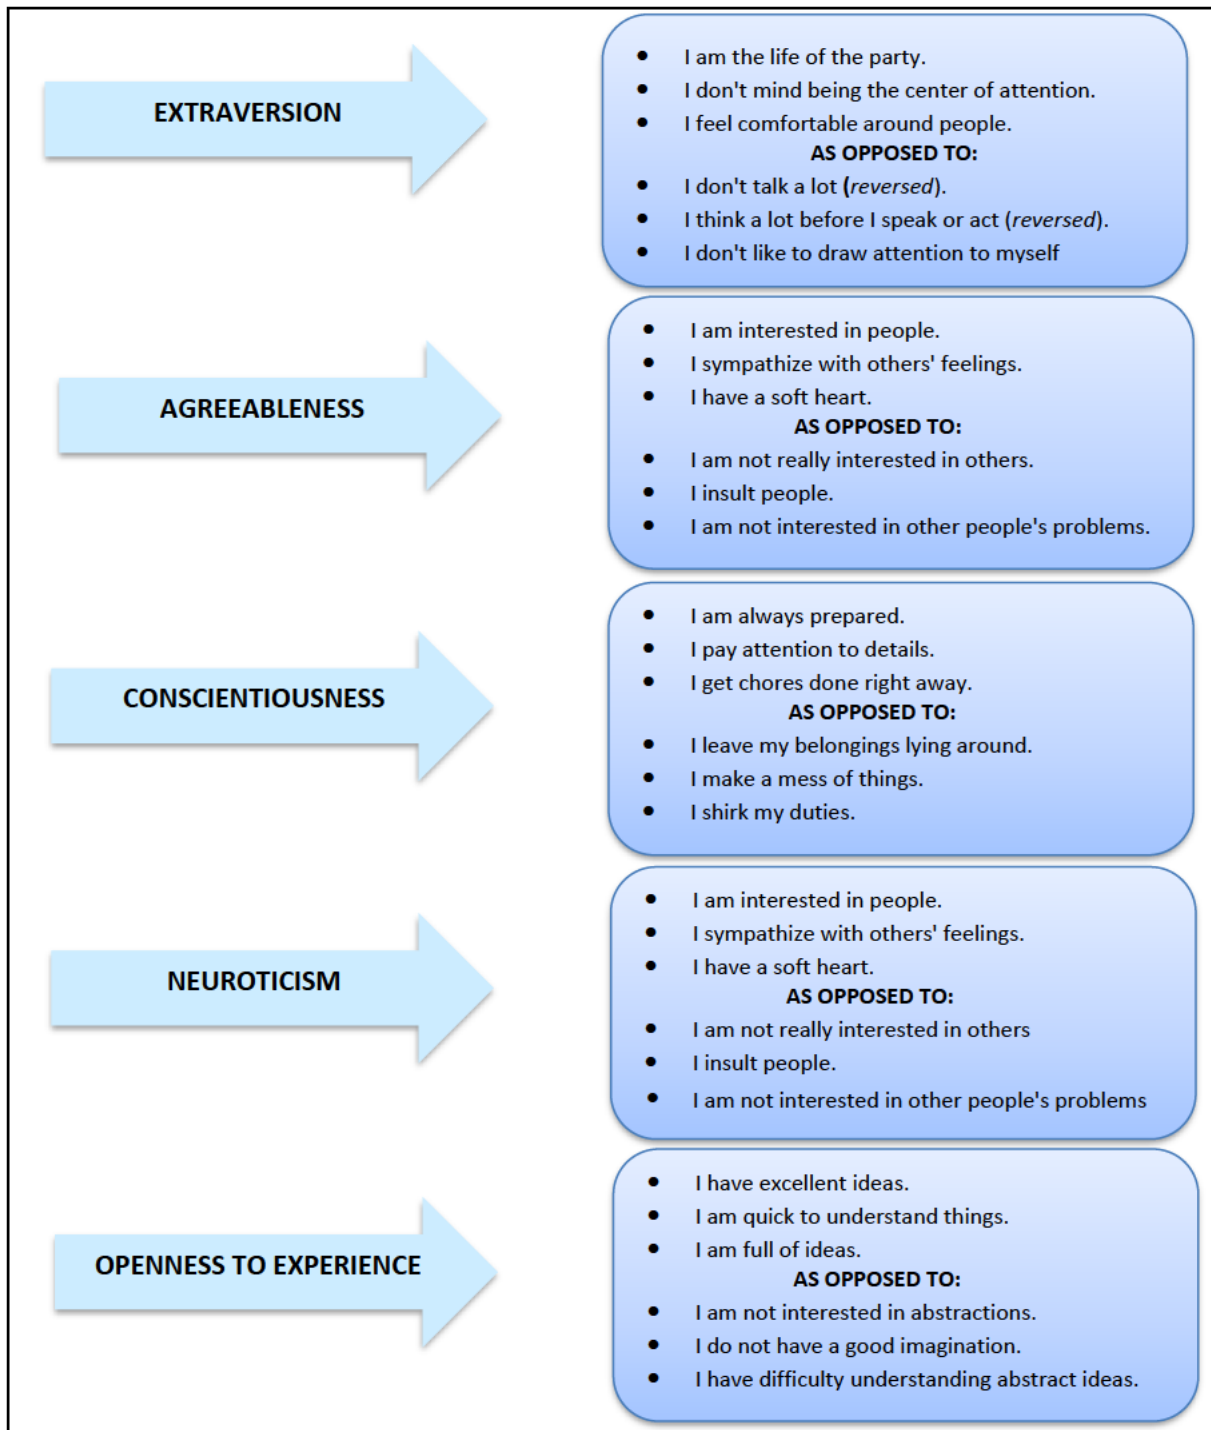 EXTRAVERSION
• I am the life of the party.
• I don't mind being the center of attention.
• I feel comfortable around people.
AS OPPOSED TO:
• I don't talk a lot (reversed).
• I think a lot before I speak or act (reversed).
• I don't like to draw attention to myself
AGREEABLENESS
• I am interested in people.
• I sympathize with others' feelings.
• I have a soft heart.
AS OPPOSED TO:
• I am not really interested in others.
• I insult people.
• I am not interested in other people's problems.
CONSCIENTIOUSNESS
• I am always prepared.
• I pay attention to details.
• I get chores done right away.
AS OPPOSED TO:
• I leave my belongings lying around.
• I make a mess of things.
• I shirk my duties.
NEUROTICISM
• I am interested in people.
• I sympathize with others' feelings.
• I have a soft heart.
AS OPPOSED TO:
• I am not really interested in others
• I insult people.
• I am not interested in other people's problems
OPENNESS TO EXPERIENCE
• I have excellent ideas.
• I am quick to understand things.
• I am full of ideas.
AS OPPOSED TO:
• I am not interested in abstractions.
• I do not have a good imagination.
• I have difficulty understanding abstract ideas.